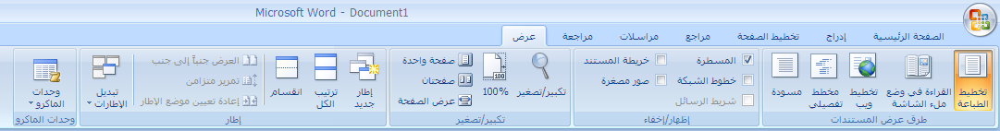 Microsoft Word - Document1
الصفحة الرئيسية إدراج تخطيط الصفحة مراجع مراسلات مراجعة عرض
تخطيط الطباعة
القراءة في وضع ملء الشاشة
تخطيط ويب
مخطط تفصيلي
مسودة
طرق عرض المستندات
المسطرة
خطوط الشبكة
شريط الرسائل
خريطة المستند
صور مصغرة
إظهار/إخفاء
تكبير/تصغير
100
100%
صفحة واحدة
صفحتان
عرض الصفحة
تكبير/تصغير
إطار جديد
ترتيب الكل
انقسام
العرض جنباً إلى جنب
تمرير متزامن
إعادة تعيين موضع الإطار
تبديل الإطارات
إطار
وحدات الماكرو
وحدات الماكرو